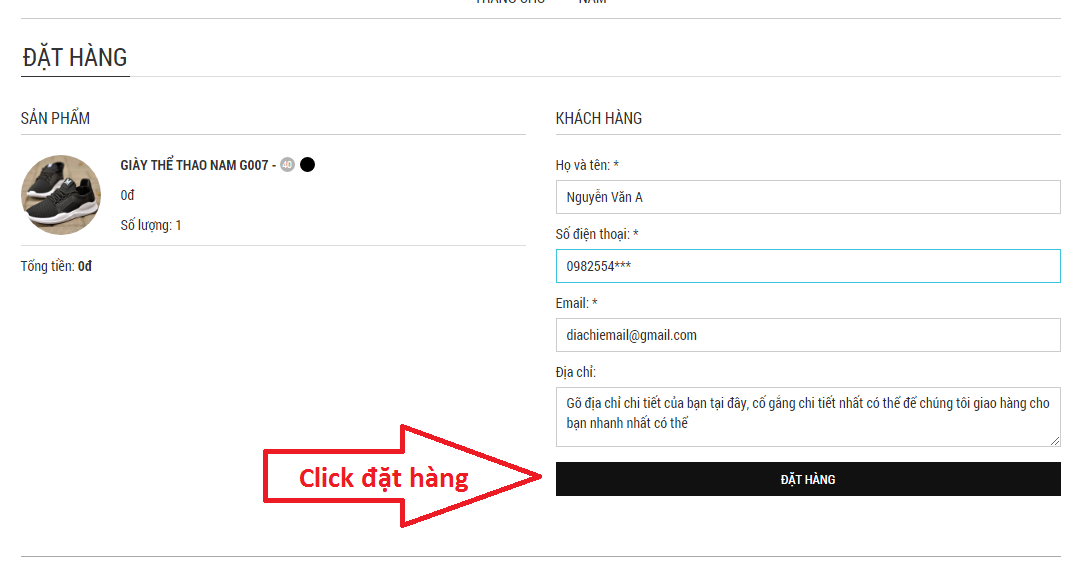 TRANG CHỦ NAM
ĐẶT HÀNG
SẢN PHẨM
GIÀY THỂ THAO NAM G007 - 40
0đ
Số lượng: 1
Tổng tiền: 0đ
KHÁCH HÀNG
Họ và tên: *
Nguyễn Văn A
Số điện thoại: *
0982554***
Email: *
diachiemail@gmail.com
Địa chỉ:
Gõ địa chỉ chi tiết của bạn tại đây, cố gắng chi tiết nhất có thể để chúng tôi giao hàng cho
bạn nhanh nhất có thể
Click đặt hàng
ĐẶT HÀNG